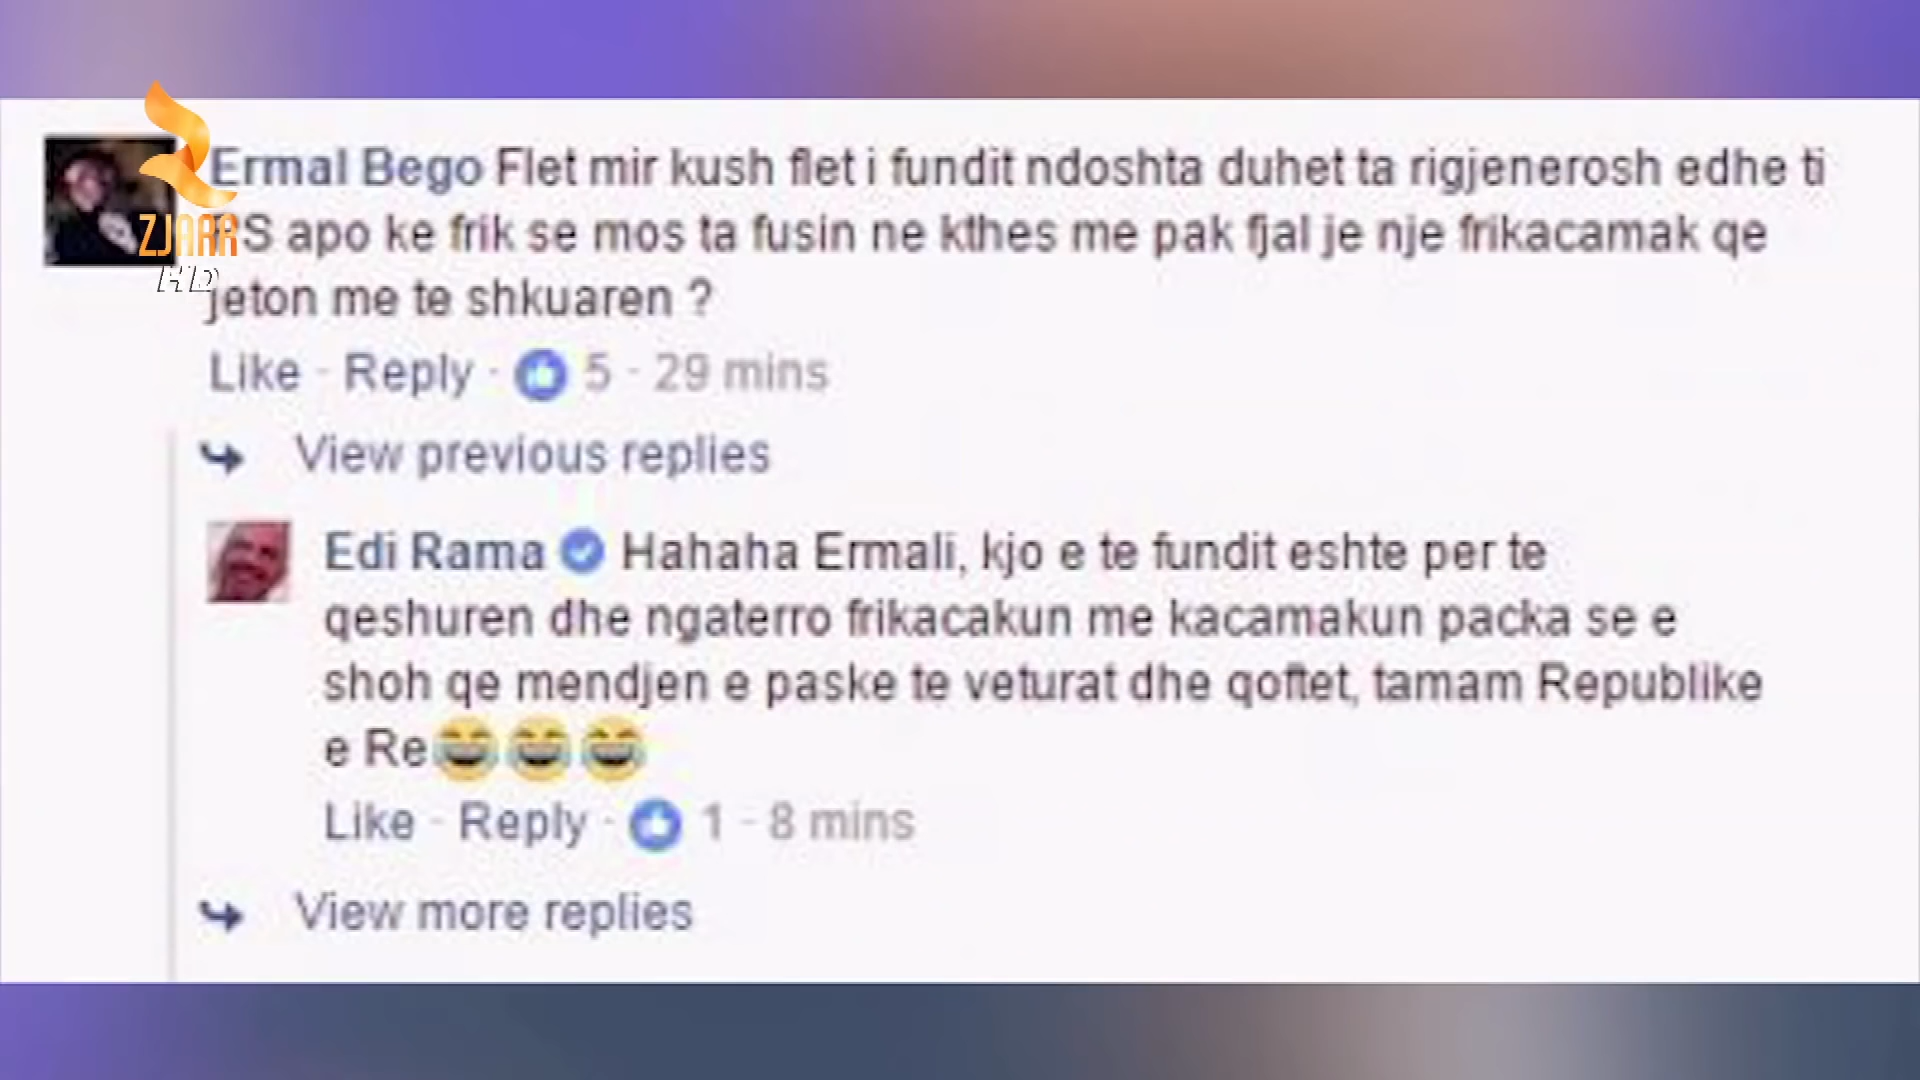 Ermal Bego Flet mir kush flet i fundit ndoshta duhet ta rigjenerosh edhe ti
PS apo ke frik se mos ta fusin ne kthes me pak fjal je nje frikacamak qe
jeton me te shkuaren ?
ZJARR
HD
Like · Reply · 5 · 29 mins
View previous replies
Edi Rama Hahaha Ermali, kjo e te fundit eshte per te
qeshuren dhe ngaterro frikacakun me kacamakun packa se e
shoh qe mendjen e paske te veturat dhe qoftet, tamam Republike
e Re😂😂😂
Like · Reply · 1 · 8 mins
View more replies